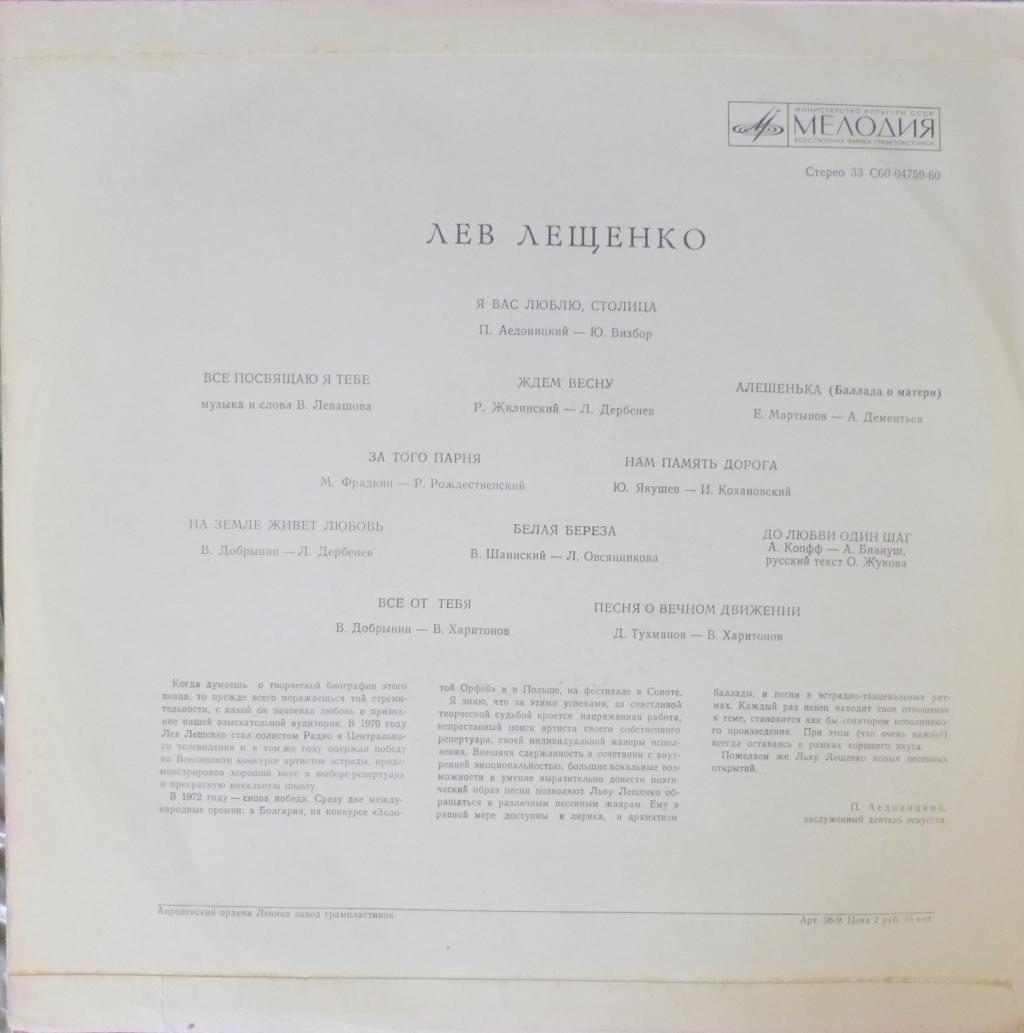 МИНИСТЕРСТВО КУЛЬТУРЫ СССР
МЕЛОДИЯ
ВСЕСОЮЗНАЯ ФИРМА ГРАМПЛАСТИНОК
Стерео 33 С60-04759-60
ЛЕВ ЛЕЩЕНКО
Я ВАС ЛЮБЛЮ, СТОЛИЦА
П. Аедоницкий — Ю. Визбор
ВСЕ ПОСВЯЩАЮ Я ТЕБЕ
музыка и слова В. Левашова
ЖДЕМ ВЕСНУ
Р. Жилинский — Л. Дербенев
АЛЕШЕНЬКА (Баллада о матери)
Е. Мартынов — А. Дементьев
ЗА ТОГО ПАРНЯ
М. Фрадкин — Р. Рождественский
НАМ ПАМЯТЬ ДОРОГА
Ю. Якушев — И. Кохановский
НА ЗЕМЛЕ ЖИВЕТ ЛЮБОВЬ
В. Добрынин — Л. Дербенев
БЕЛАЯ БЕРЕЗА
В. Шаинский — Л. Овсянникова
ДО ЛЮБВИ ОДИН ШАГ
А. Копфф — А. Биануш,
русский текст О. Жукова
ВСЕ ОТ ТЕБЯ
В. Добрынин — В. Харитонов
ПЕСНЯ О ВЕЧНОМ ДВИЖЕНИИ
Д. Тухманов — В. Харитонов
Когда думаешь о творческой биографии этого
певца, то прежде всего поражаешься той стреми-
тельности, с какой он завоевал любовь и призна-
ние нашей взыскательной аудитории. В 1970 году
Лев Лещенко стал солистом Радио и Центрально-
го телевидения и в том же году одержал победу
на Всесоюзном конкурсе артистов эстрады, проде-
монстрировав хороший вкус в выборе репертуара
и прекрасную вокальную школу.
В 1972 году — снова победа. Сразу две между-
народные премии: в Болгарии, на конкурсе «Золо-
той Орфей» и в Польше, на фестивале в Сопоте.
Я знаю, что за этими успехами, за счастливой
творческой судьбой кроется напряженная работа,
непрестанный поиск артиста своего собственного
репертуара, своей индивидуальной манеры испол-
нения. Внешняя сдержанность в сочетании с внут-
ренней эмоциональностью, большие вокальные воз-
можности и умение выразительно донести поэти-
ческий образ песни позволяют Льву Лещенко об-
ращаться к различным песенным жанрам. Ему в
равной мере доступны и лирика, и драматизм
баллады, и песни в эстрадно-танцевальных рит-
мах. Каждый раз певец находит свое отношение
к теме, становится как бы соавтором исполняемо-
го произведения. При этом (что очень важно!)
всегда оставаясь в рамках хорошего вкуса.
Пожелаем же Льву Лещенко новых песенных
открытий.
П. Аедоницкий,
заслуженный деятель искусств
Апрелевский ордена Ленина завод грампластинок
Арт. 36-9. Цена 2 руб. 15 коп.